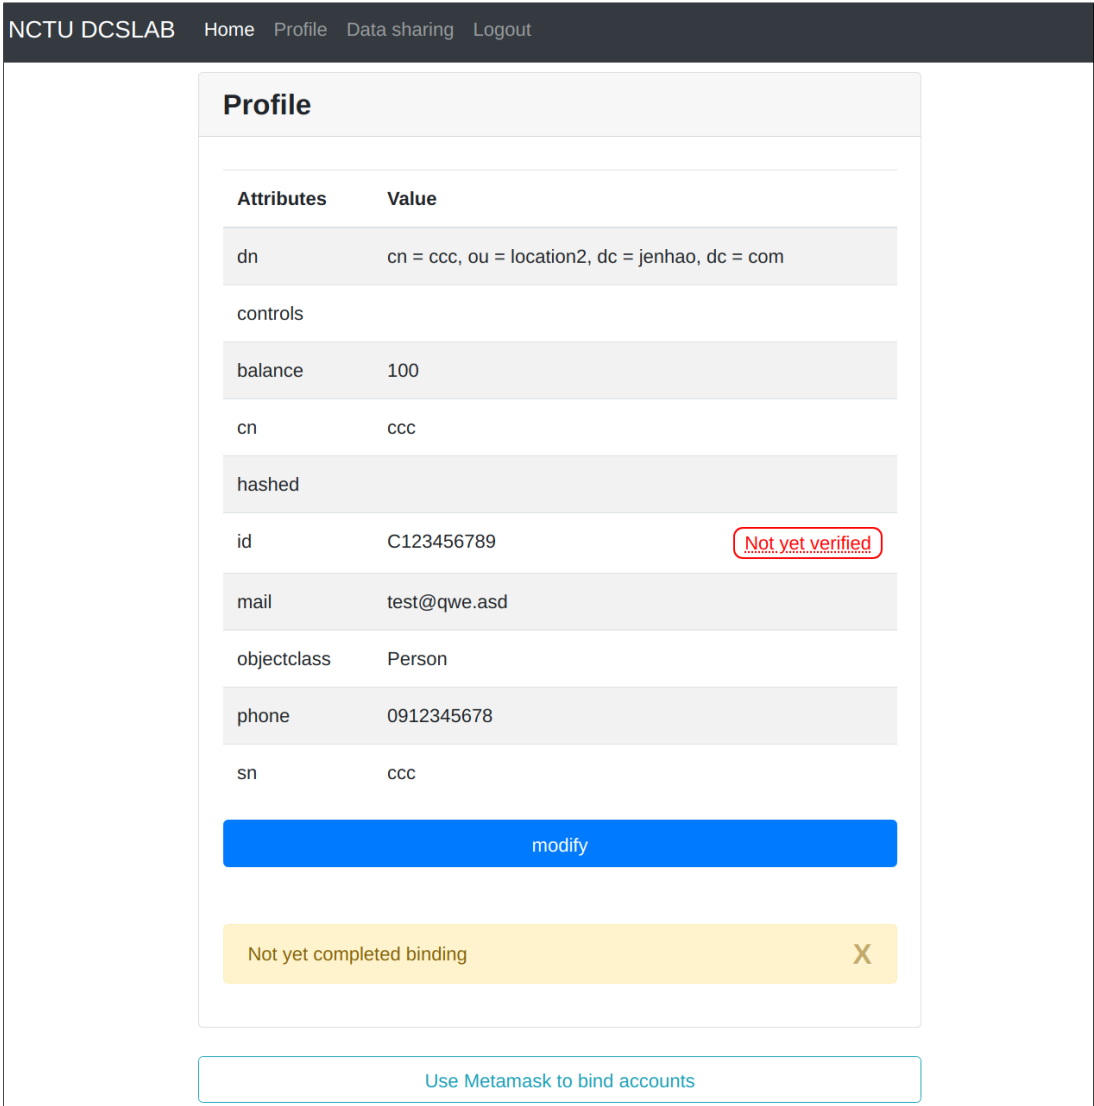 NCTU DCSLAB Home Profile Data sharing Logout
Profile
Attributes Value
dn cn = ccc, ou = location2, dc = jenhao, dc = com
controls
balance 100
cn ccc
hashed
id C123456789 Not yet verified
mail test@qwe.asd
objectclass Person
phone 0912345678
sn ccc
modify
Not yet completed binding X
Use Metamask to bind accounts